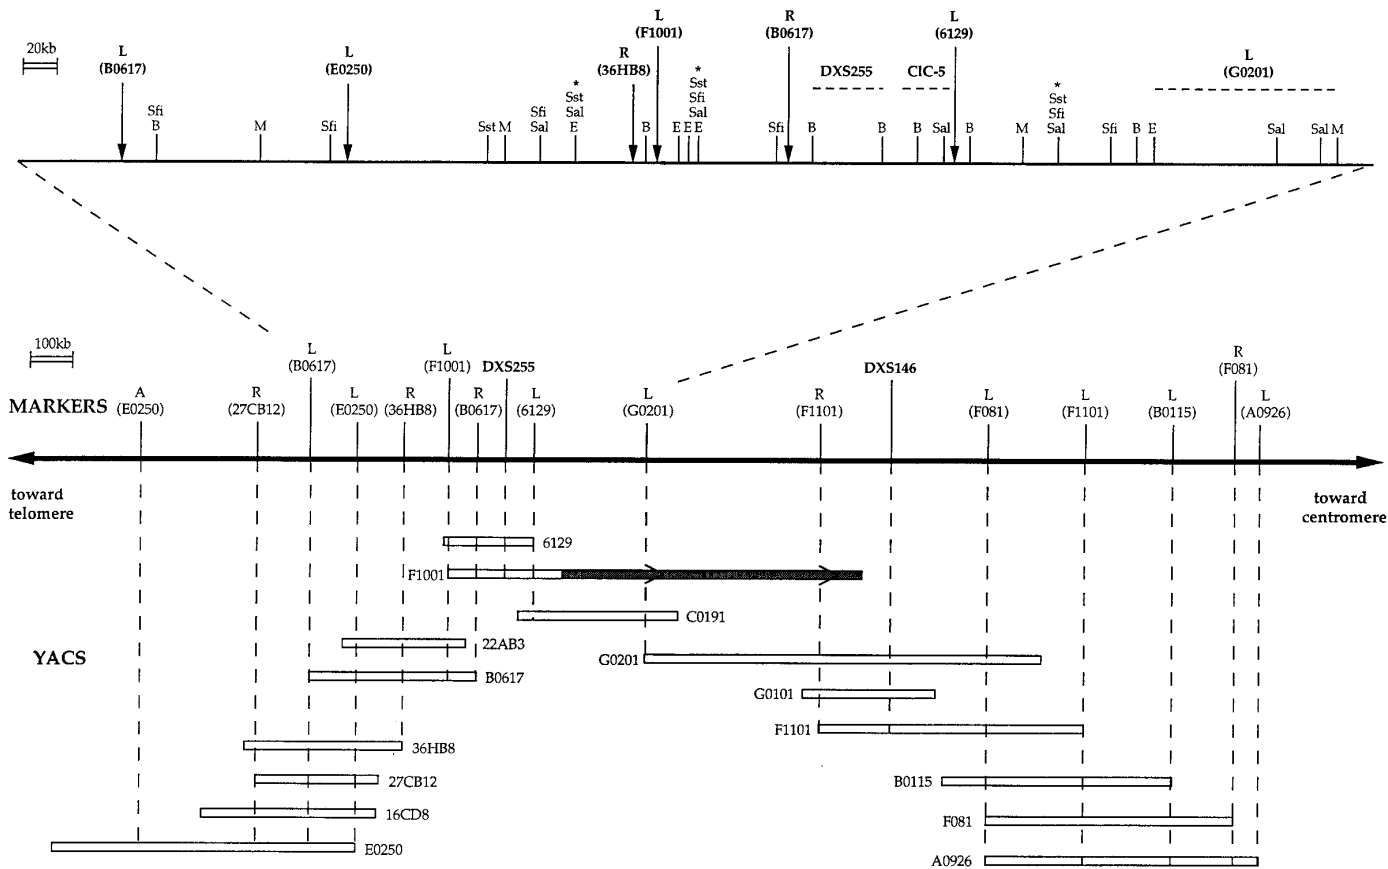 L
(F1001)
R
(B0617)
L
(6129)
20kb
L
(B0617)
L
(E0250)
R
(36HB8)
*
Sst
Sfi
Sal
E
DXS255
ClC-5
L
(G0201)
*
Sst
Sal
E
*
Sst
Sfi
Sal
Sfi
B
M
Sfi
Sst M
Sfi
Sal
B
E E
Sfi
B
B
B
Sal
B
M
Sfi
B
E
Sal
Sal M
100kb
MARKERS
A
(E0250)
R
(27CB12)
L
(B0617)
L
(E0250)
R
(36HB8)
L
(F1001)
R
(B0617)
DXS255
L
(6129)
L
(G0201)
R
(F1101)
DXS146
L
(F081)
L
(F1101)
L
(B0115)
R
(F081)
L
(A0926)
toward
telomere
toward
centromere
6129
F1001
C0191
YACS
22AB3
G0201
B0617
G0101
F1101
36HB8
27CB12
B0115
16CD8
F081
E0250
A0926